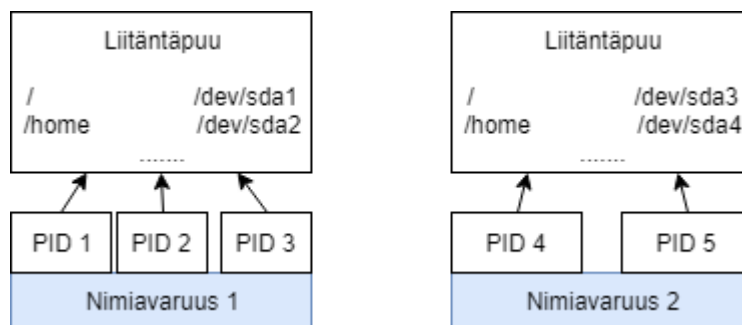 Liitäntäpuu
/ /dev/sda1
/home /dev/sda2
.......
PID 1 PID 2 PID 3
Nimiavaruus 1
Liitäntäpuu
/ /dev/sda3
/home /dev/sda4
.......
PID 4 PID 5
Nimiavaruus 2